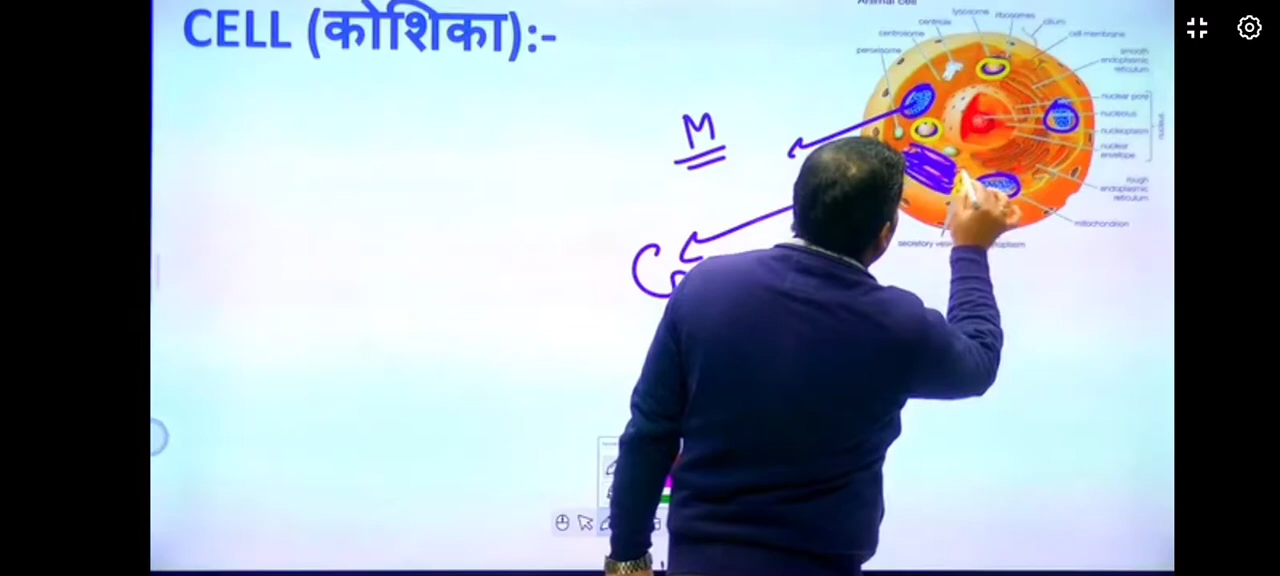 CELL (कोशिका):-
Animal cell
lysosome
ribosomes
centriole
cilium
centrosome
cell membrane
peroxisome
smooth
endoplasmic
reticulum
nuclear pore
nucleolus
nucleoplasm
nuclear
envelope
nucleus
M
rough
endoplasmic
reticulum
mitochondrion
secretory